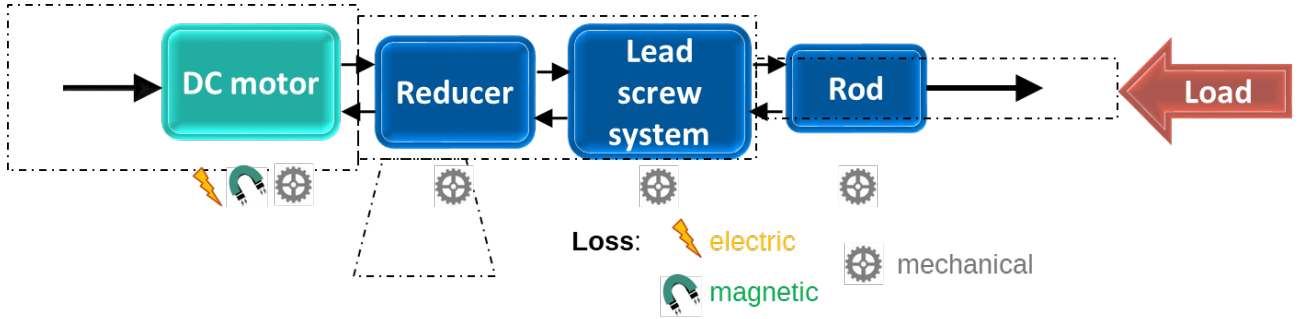 DC motor
Reducer
Lead
screw
system
Rod
Load
Loss:
electric
magnetic
mechanical